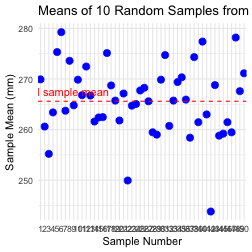 Means of 10 Random Samples from
280
270
l sample mean
260
250
Sample Mean (mm)
Sample Number